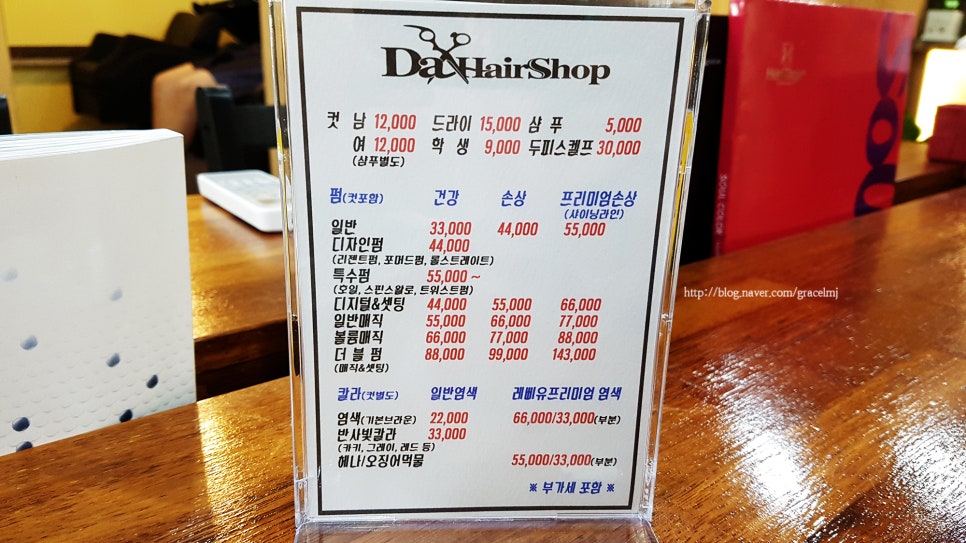 Da HairShop
컷 남 12,000 드라이 15,000 샴 푸 5,000
여 12,000 학 생 9,000 두피스켈프 30,000
(샴푸별도)
펌(컷포함) 건강 손상 프리미엄손상
(샤이닝라인)
일반 33,000 44,000 55,000
디자인펌 44,000
(리젠트펌, 포머드펌, 롤스트레이트)
특수펌 55,000 ~
(호일, 스핀스왈로, 트위스트펌)
디지털&셋팅 44,000 55,000 66,000
일반매직 55,000 66,000 77,000
볼륨매직 66,000 77,000 88,000
더 블 펌 88,000 99,000 143,000
(매직&셋팅)
칼라(컷별도) 일반염색 레삐유프리미엄 염색
염색(기본브라운) 22,000 66,000/33,000(부분)
반사빛칼라 33,000
(카키, 그레이, 레드 등)
헤나/오징어먹물 55,000/33,000(부분)
※ 부가세 포함 ※
SOUL COLOR
http://blog.naver.com/gracelmj